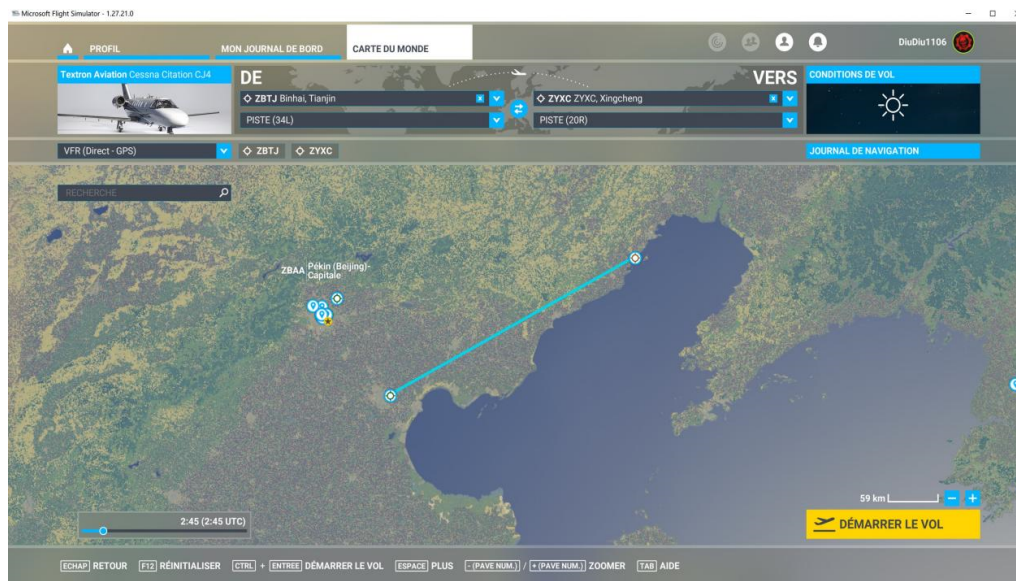 Microsoft Flight Simulator - 1.27.21.0
PROFIL
MON JOURNAL DE BORD
CARTE DU MONDE
DiuDiu1106
Textron Aviation Cessna Citation CJ4
DE
VERS
CONDITIONS DE VOL
ZBTJ Binhai, Tianjin
ZYXC ZYXC, Xingcheng
PISTE (34L)
PISTE (20R)
VFR (Direct - GPS)
ZBTJ
ZYXC
JOURNAL DE NAVIGATION
RECHERCHE
ZBAA Pékin (Beijing)-
Capitale
59 km
2:45 (2:45 UTC)
DÉMARRER LE VOL
ECHAP RETOUR F12 RÉINITIALISER CTRL + ENTREE DÉMARRER LE VOL ESPACE PLUS - (PAVE NUM.) / + (PAVE NUM.) ZOOMER TAB AIDE